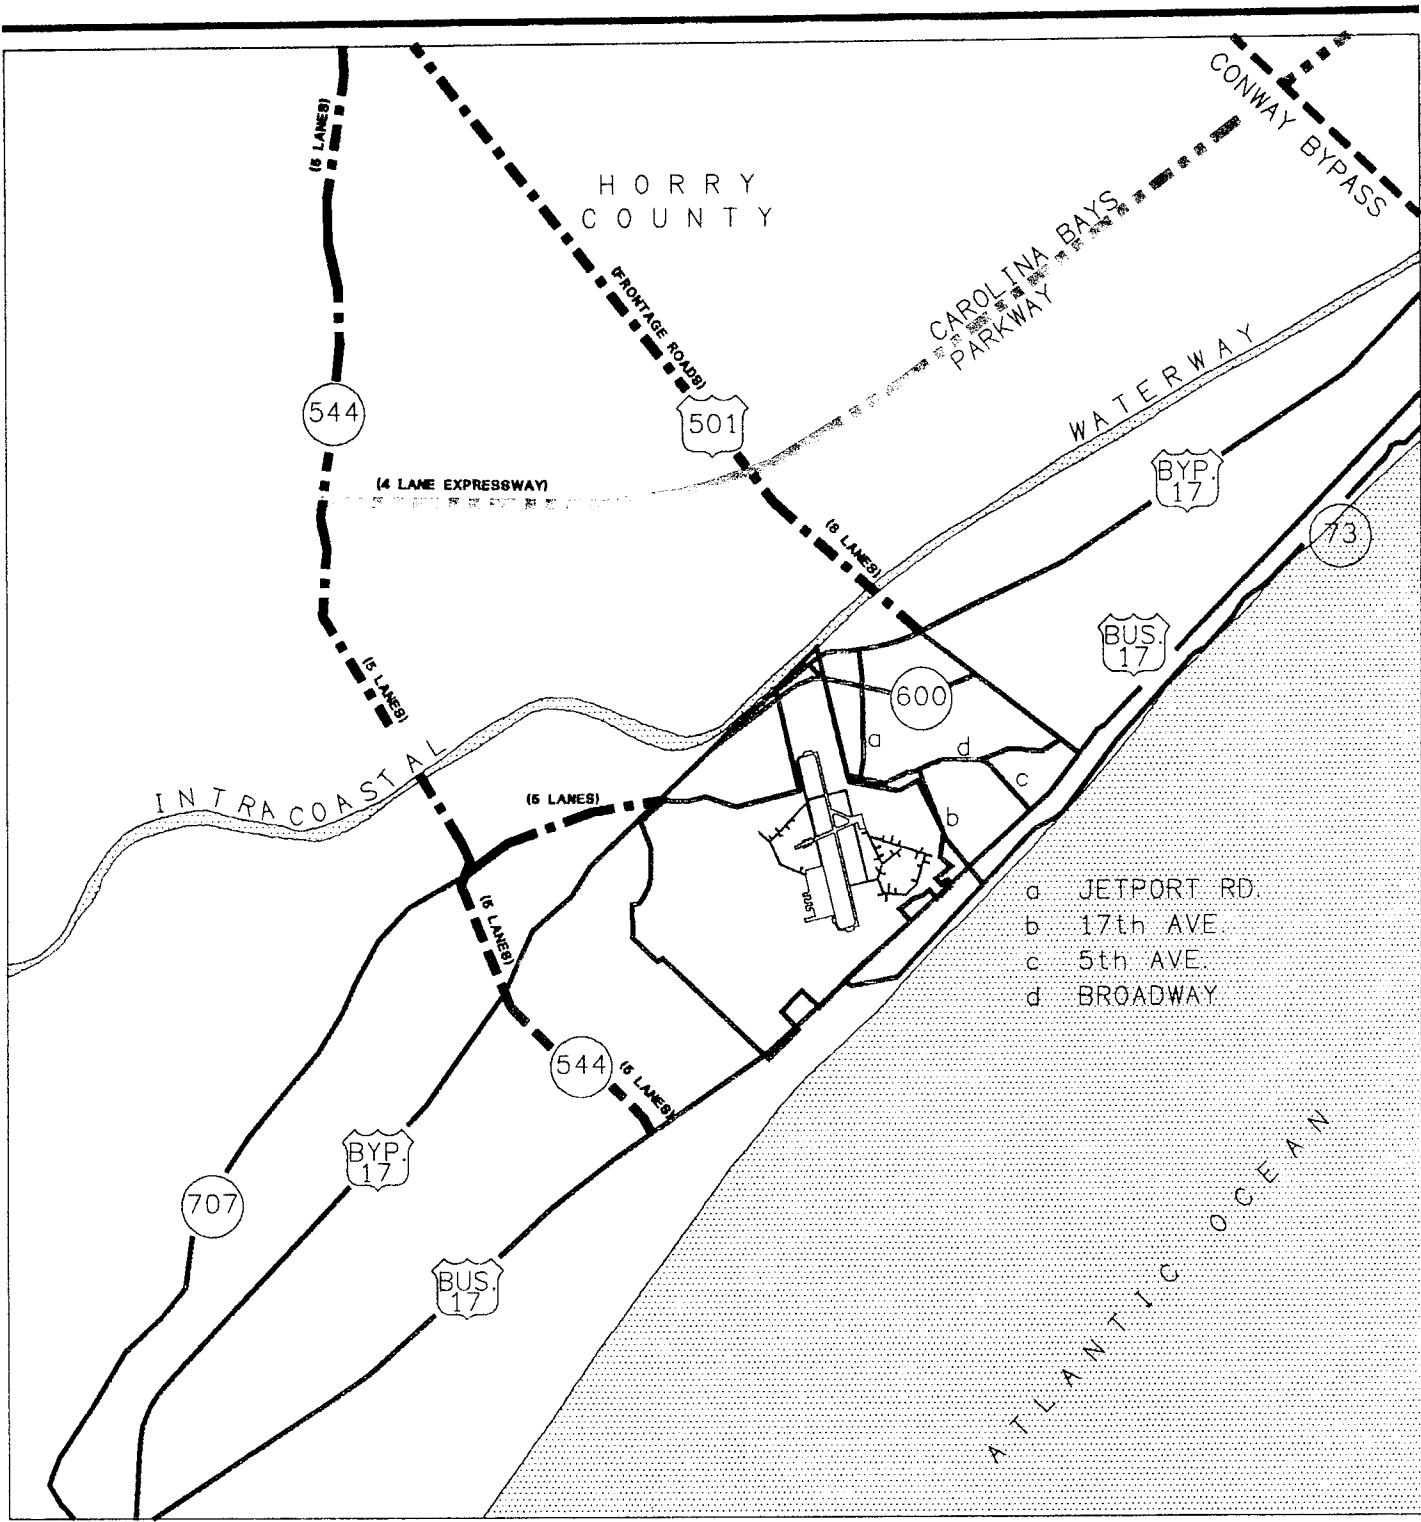 CONWAY BYPASS
(5 LANES)
HORRY
COUNTY
CAROLINA BAYS
PARKWAY
(FRONTAGE ROADS)
WATERWAY
544
501
BYP.
17
(4 LANE EXPRESSWAY)
(8 LANES)
73
BUS.
17
600
(5 LANES)
a
d
c
b
INTRACOASTAL
(5 LANES)
(5 LANES)
a JETPORT RD.
b 17th AVE.
c 5th AVE.
d BROADWAY
544
(5 LANES)
BYP.
17
707
BUS.
17
ATLANTIC OCEAN